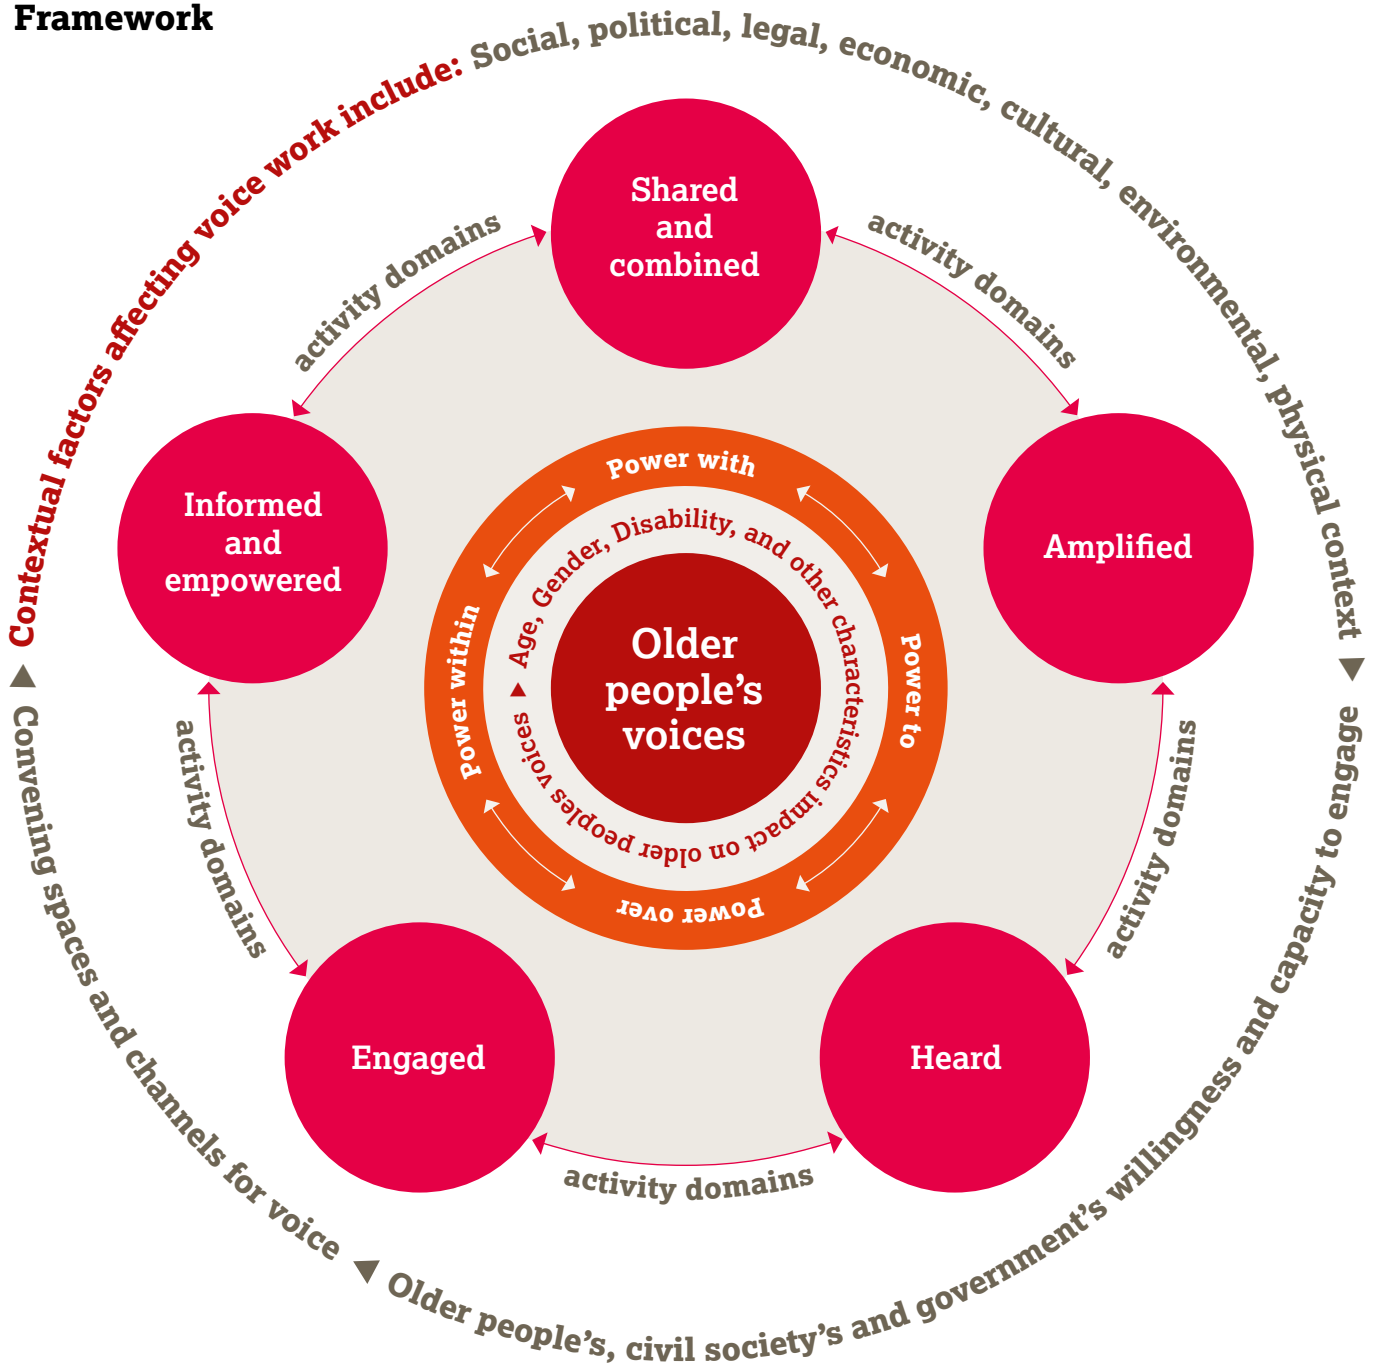 Framework
Contextual factors affecting voice work include: Social, political, legal, economic, cultural, environmental, physical context
Older people’s, civil society’s and government’s willingness and capacity to engage
Convening spaces and channels for voice
Shared
and
combined
activity domains
Amplified
activity domains
Heard
activity domains
Engaged
activity domains
Informed
and
empowered
activity domains
Power with
Power to
Power over
Power within
Age, Gender, Disability, and other characteristics impact on older peoples voices
Older
people’s
voices